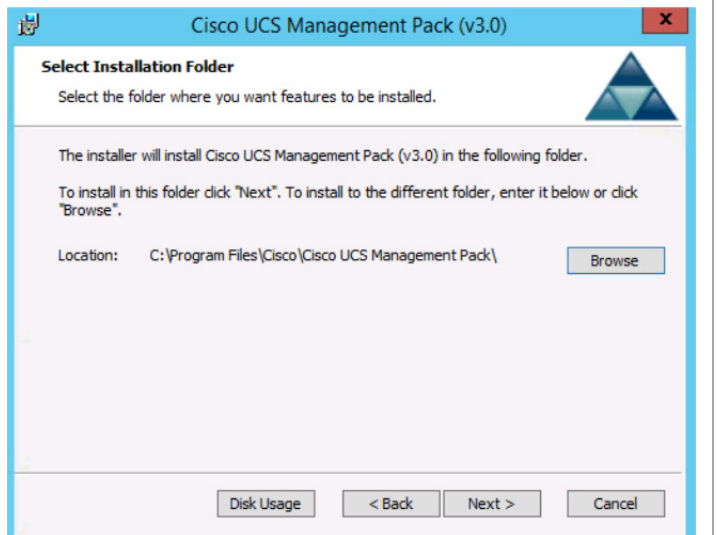 Cisco UCS Management Pack (v3.0)
x
Select Installation Folder
Select the folder where you want features to be installed.
The installer will install Cisco UCS Management Pack (v3.0) in the following folder.
To install in this folder click "Next". To install to the different folder, enter it below or click
"Browse".
Location: C:\Program Files\Cisco\Cisco UCS Management Pack\ Browse
Disk Usage < Back Next > Cancel